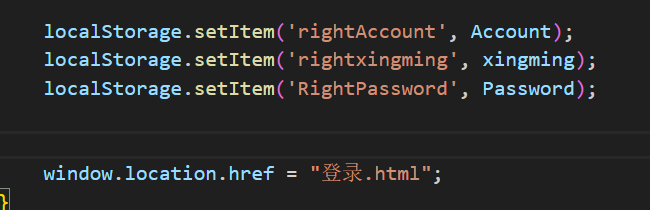 localStorage.setItem('rightAccount', Account);
localStorage.setItem('rightxingming', xingming);
localStorage.setItem('RightPassword', Password);
window.location.href = "登录.html";
}